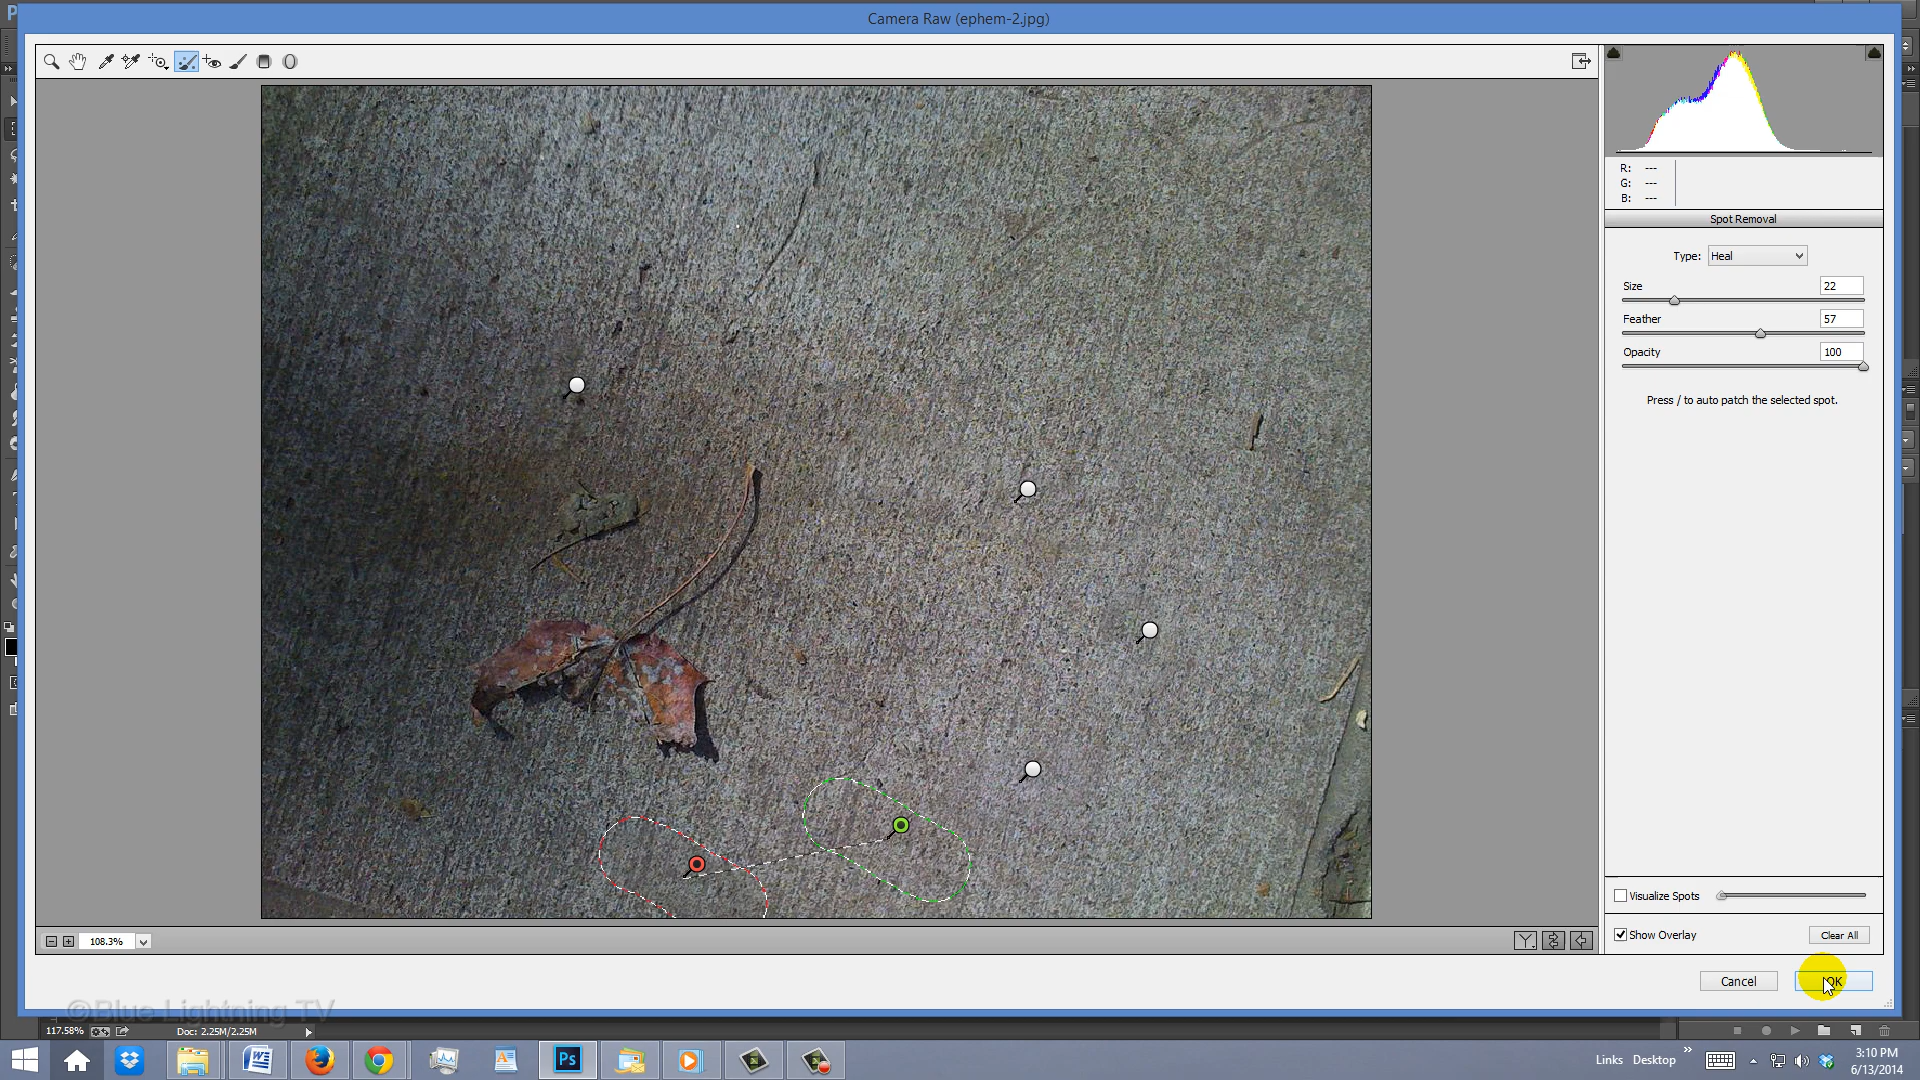 Camera Raw (ephem-2.jpg)
R: ---
G: ---
B: ---
Spot Removal
Type: Heal
Size 22
Feather 57
Opacity 100
Press / to auto patch the selected spot.
Visualize Spots
Show Overlay Clear All
108.3%
Cancel OK
©Blue Lightning TV
117.58% Doc: 2.25M/2.25M
Ps
Links Desktop »
3:10 PM
6/13/2014